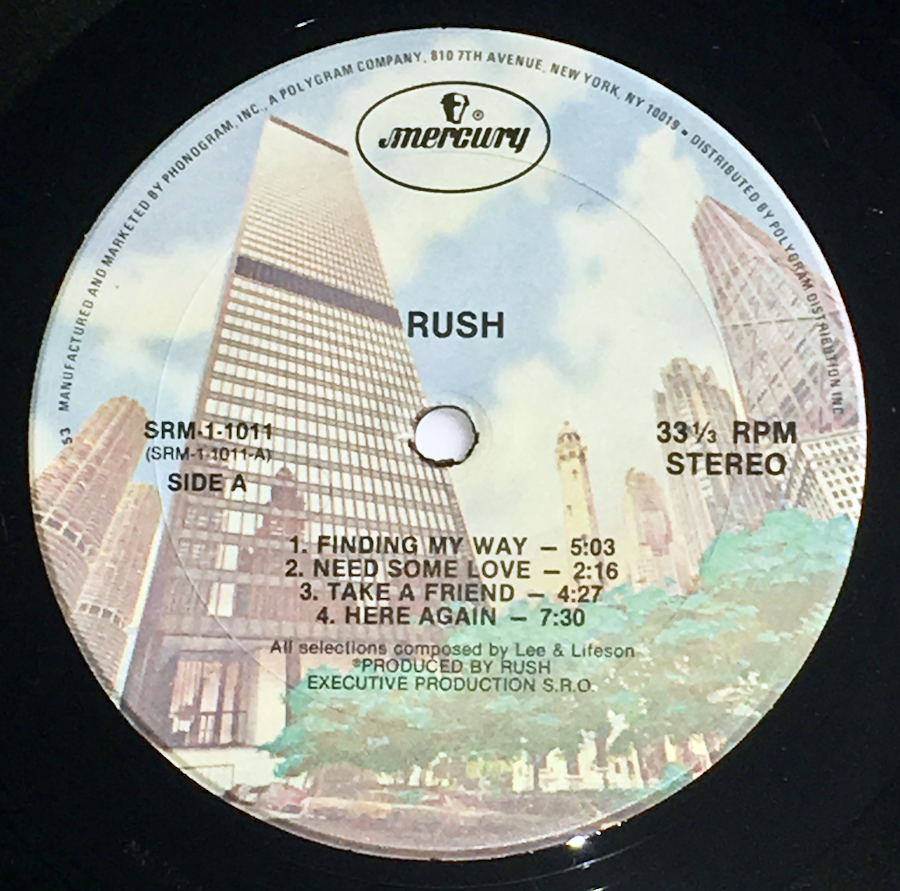 53 MANUFACTURED AND MARKETED BY PHONOGRAM, INC., A POLYGRAM COMPANY, 810 7TH AVENUE, NEW YORK, NY 10019 • DISTRIBUTED BY POLYGRAM DISTRIBUTION INC
mercury®
RUSH
SRM-1-1011
(SRM-1-1011-A)
SIDE A
33⅓ RPM
STEREO
1. FINDING MY WAY — 5:03
2. NEED SOME LOVE — 2:16
3. TAKE A FRIEND — 4:27
4. HERE AGAIN — 7:30
All selections composed by Lee & Lifeson
PRODUCED BY RUSH
EXECUTIVE PRODUCTION S.R.O.